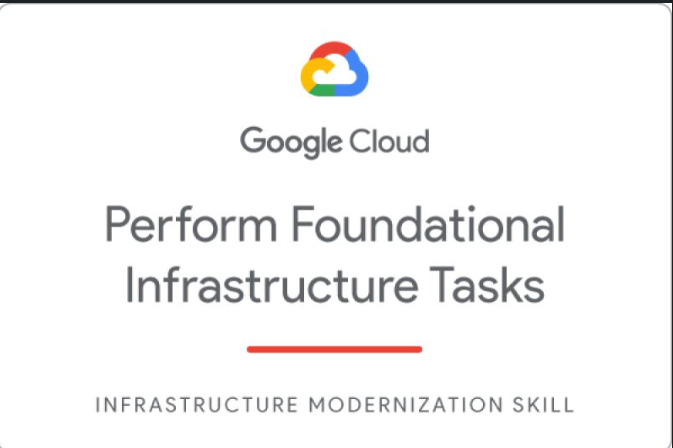 Google Cloud
Perform Foundational
Infrastructure Tasks
INFRASTRUCTURE MODERNIZATION SKILL